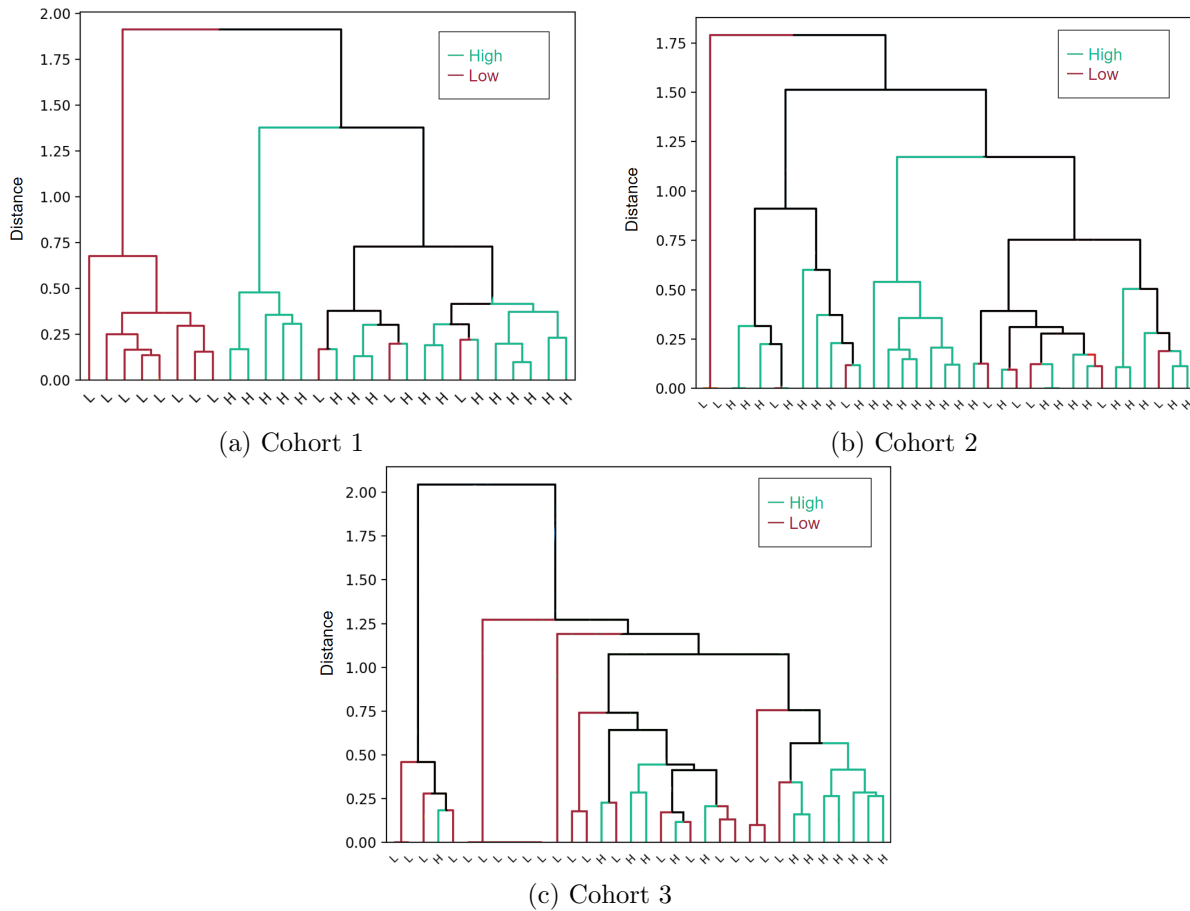 2.00
1.75
1.50
1.25
1.00
0.75
0.50
0.25
0.00
Distance
High
Low
L L L L L L L L H H H H H L H H H L H H H L H H H H H H
(a) Cohort 1
1.75
1.50
1.25
1.00
0.75
0.50
0.25
0.00
Distance
High
Low
L L H H H L H H H H L H H H H H H H H H L H L L H H H H L H H H L H H
(b) Cohort 2
2.00
1.75
1.50
1.25
1.00
0.75
0.50
0.25
0.00
Distance
High
Low
L L L H L L L L L L L L L L H L H H L H L H L L L L L H H H H H H H
(c) Cohort 3